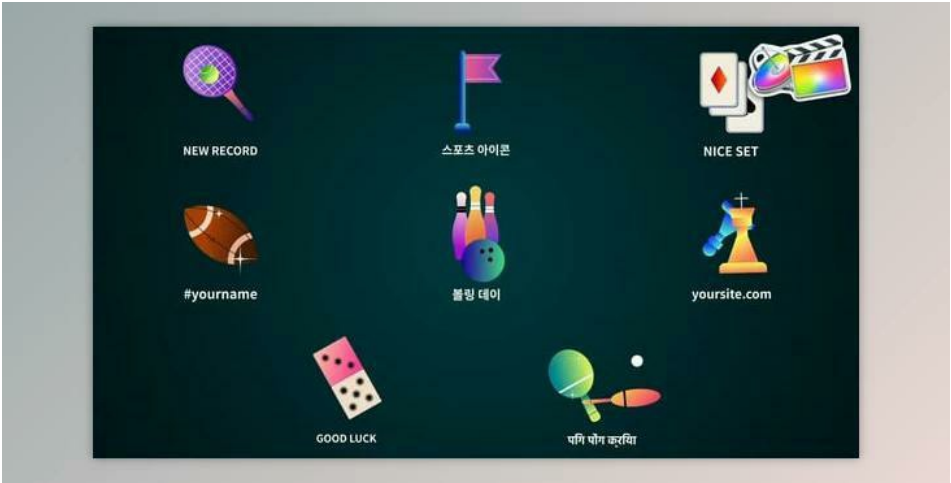 NEW RECORD
스포츠 아이콘
NICE SET
#yourname
볼링 데이
yoursite.com
GOOD LUCK
पिंग पोंग क्रिया